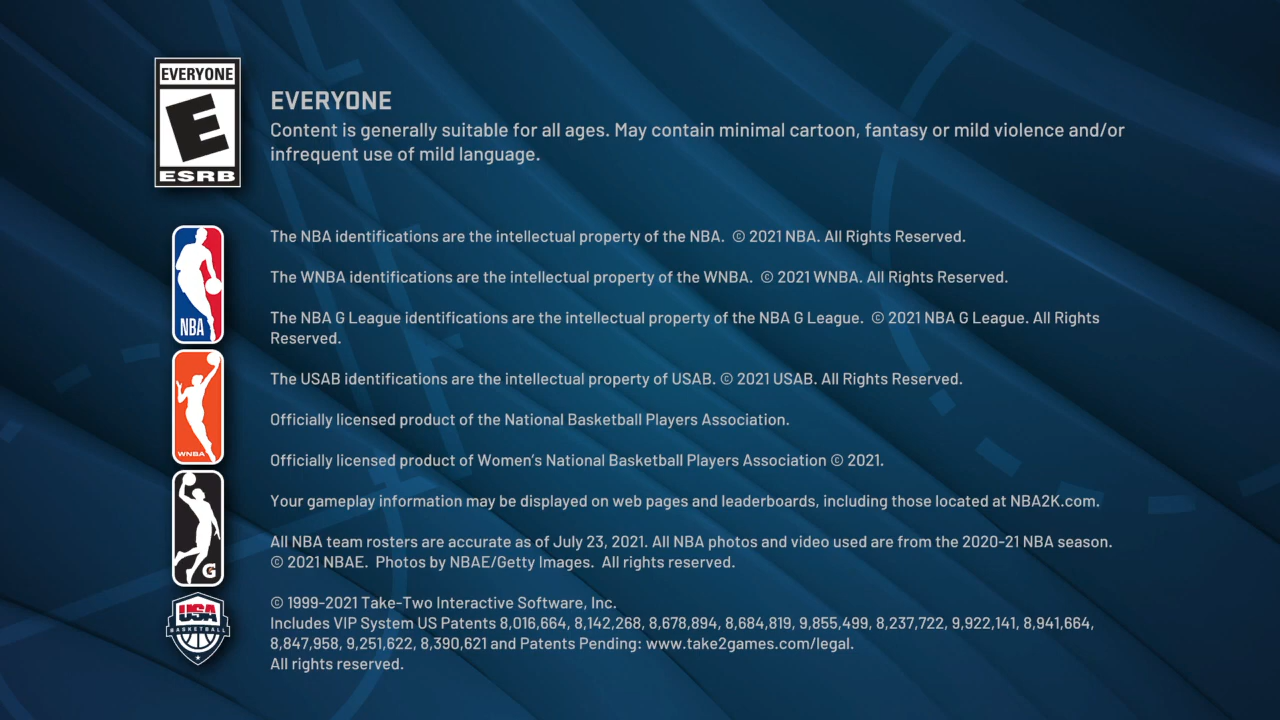 EVERYONE
E
ESRB
EVERYONE
Content is generally suitable for all ages. May contain minimal cartoon, fantasy or mild violence and/or
infrequent use of mild language.
The NBA identifications are the intellectual property of the NBA.  © 2021 NBA. All Rights Reserved.
The WNBA identifications are the intellectual property of the WNBA.  © 2021 WNBA. All Rights Reserved.
NBA
The NBA G League identifications are the intellectual property of the NBA G League.  © 2021 NBA G League. All Rights
Reserved.
The USAB identifications are the intellectual property of USAB. © 2021 USAB. All Rights Reserved.
Officially licensed product of the National Basketball Players Association.
WNBA
Officially licensed product of Women's National Basketball Players Association © 2021.
Your gameplay information may be displayed on web pages and leaderboards, including those located at NBA2K.com.
All NBA team rosters are accurate as of July 23, 2021. All NBA photos and video used are from the 2020-21 NBA season.
© 2021 NBAE.  Photos by NBAE/Getty Images.  All rights reserved.
G
© 1999-2021 Take-Two Interactive Software, Inc.
USA
BASKETBALL
Includes VIP System US Patents 8,016,664, 8,142,268, 8,678,894, 8,684,819, 9,855,499, 8,237,722, 9,922,141, 8,941,664,
8,847,958, 9,251,622, 8,390,621 and Patents Pending: www.take2games.com/legal.
All rights reserved.